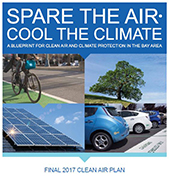 SPARE THE AIR•
COOL THE CLIMATE
A BLUEPRINT FOR CLEAN AIR AND CLIMATE PROTECTION IN THE BAY AREA
FINAL 2017 CLEAN AIR PLAN